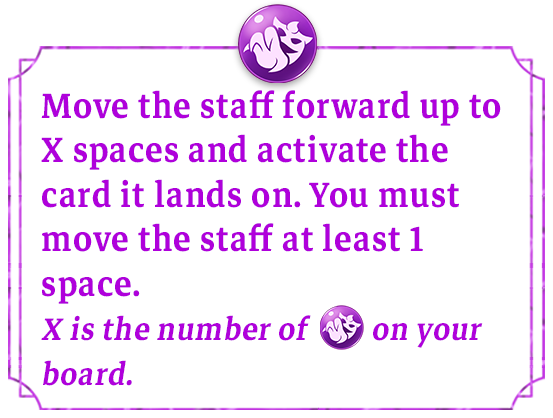 Move the staff forward up to
X spaces and activate the
card it lands on. You must
move the staff at least 1
space.
X is the number of on your
board.